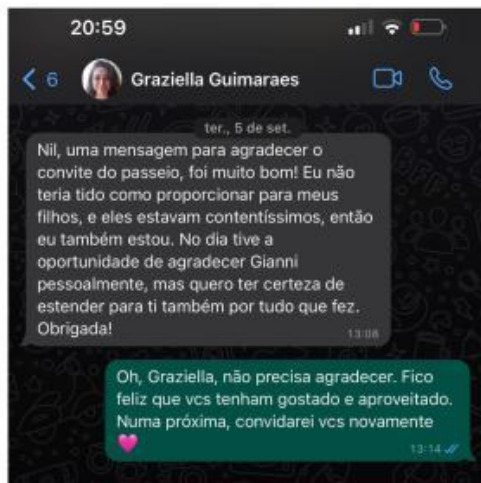 20:59
6 Graziella Guimaraes
ter., 5 de set.
Nil, uma mensagem para agradecer o
convite do passeio, foi muito bom! Eu não
teria tido como proporcionar para meus
filhos, e eles estavam contentíssimos, então
eu também estou. No dia tive a
oportunidade de agradecer Gianni
pessoalmente, mas quero ter certeza de
estender para ti também por tudo que fez.
Obrigada!
13:08
Oh, Graziella, não precisa agradecer. Fico
feliz que vcs tenham gostado e aproveitado.
Numa próxima, convidarei vcs novamente
🩷
13:14